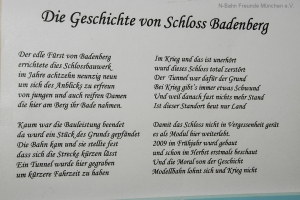 N-Bahn Freunde München e.V.
Die Geschichte von Schloss Badenberg
Der edle Fürst von Badenberg
errichtete dies Schlossbauwerk
im Jahre achtzehn neunzig neun
um sich des Anblicks zu erfreun
von jungen und auch reifen Damen
die hier am Berg ihr Bade nahmen.
Kaum war die Bauleistung beendet
da wurd ein Stück des Grunds gepfändet
Die Bahn kam und sie stellte fest
dass sich die Strecke kürzen lässt
Ein Tunnel wurde hier gegraben
um kürzere Fahrzeit zu haben
Im Krieg und das ist unerhört
wurd dieses Schloss total zerstört
Der Tunnel war dafür der Grund
Bei Krieg gibt's immer etwas Schwund
Und weil danach fast nichts mehr Stand
Ist dieser Standort heut nur Land
Damit das Schloss nicht in Vergessenheit gerät
es als Modal hier weiterlebt.
2009 im Frühjahr wurd gebaut
und schon im Herbst erstmals beschaut
Und die Moral von der Geschicht
Modellbahn lohnt sich und Krieg nicht